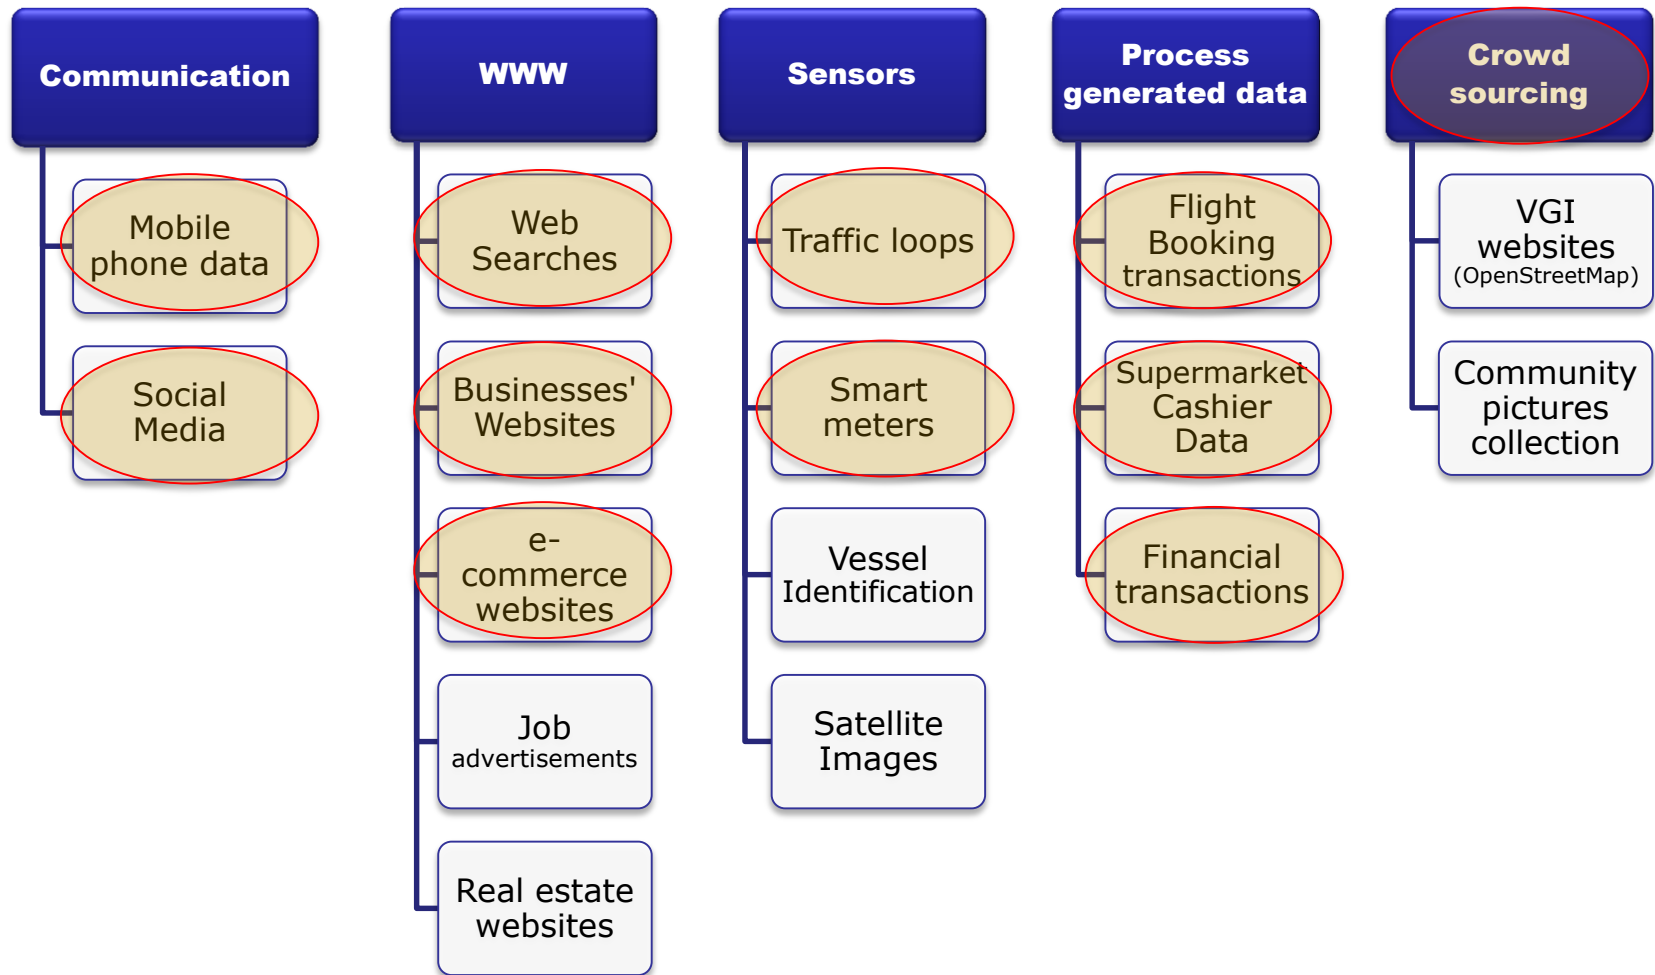 Communication
Mobile
phone data
Social
Media
WWW
Web
Searches
Businesses'
Websites
e-
commerce
websites
Job
advertisements
Real estate
websites
Sensors
Traffic loops
Smart
meters
Vessel
Identification
Satellite
Images
Process
generated data
Flight
Booking
transactions
Supermarket
Cashier
Data
Financial
transactions
Crowd
sourcing
VGI
websites
(OpenStreetMap)
Community
pictures
collection